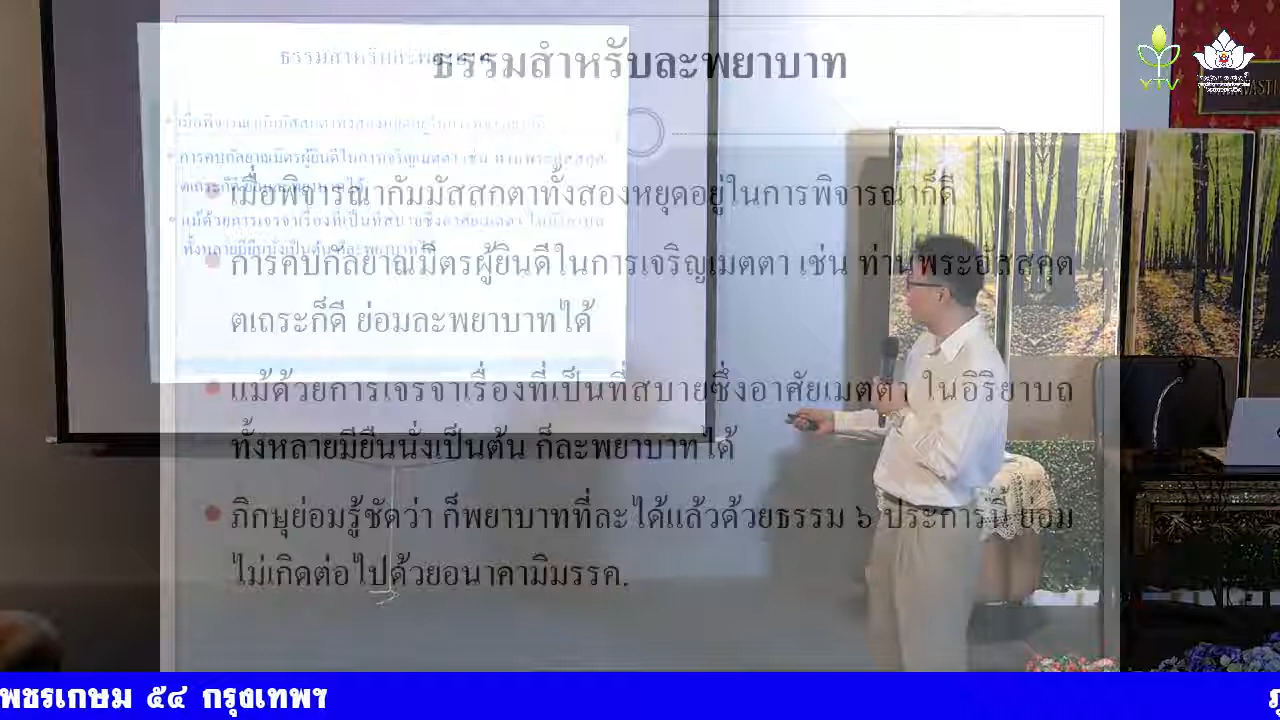 ธรรมสำหรับละพยาบาท
YTV
เมื่อพิจารณากัมมัสสกตาทั้งสองหยุดอยู่ในการพิจารณาก็ดี
การคบกัลยาณมิตรผู้ยินดีในการเจริญเมตตา เช่น ท่านพระอัสสคุต
ตเถระก็ดี ย่อมละพยาบาทได้
แม้ด้วยการเจรจาเรื่องที่เป็นที่สบายซึ่งอาศัยเมตตา ในอิริยาบถ
ทั้งหลายมียืนนั่งเป็นต้น ก็ละพยาบาทได้
ภิกษุย่อมรู้ชัดว่า ก็พยาบาทที่ละได้แล้วด้วยธรรม ๖ ประการนี้ ย่อม
ไม่เกิดต่อไปด้วยอนาคามิมรรค.
พชรเกษม ๕๔ กรุงเทพฯ